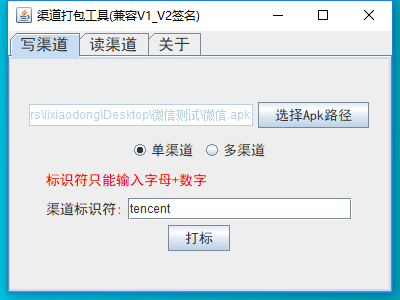 渠道打包工具(兼容V1_V2签名)
写渠道 读渠道 关于
rs\lixiaodong\Desktop\微信测试\微信.apk 选择Apk路径
单渠道 多渠道
标识符只能输入字母+数字
渠道标识符: tencent
打标